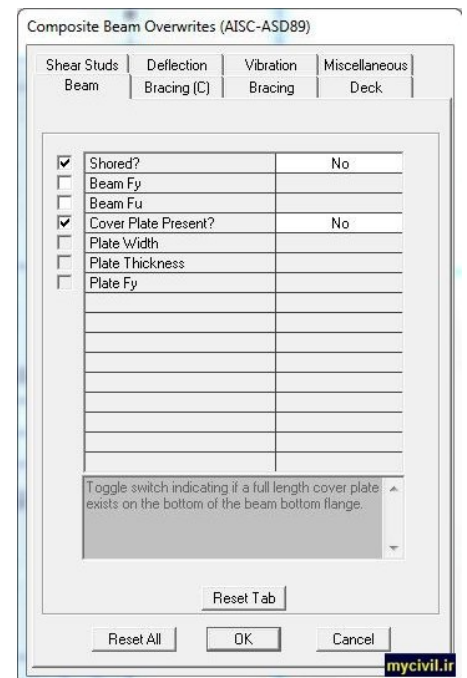 Composite Beam Overwrites (AISC-ASD89)
Shear Studs Deflection Vibration Miscellaneous
Beam Bracing (C) Bracing Deck
Shored? No
Beam Fy
Beam Fu
Cover Plate Present? No
Plate Width
Plate Thickness
Plate Fy
Toggle switch indicating if a full length cover plate
exists on the bottom of the beam bottom flange.
Reset Tab
Reset All OK Cancel
mycivil.ir